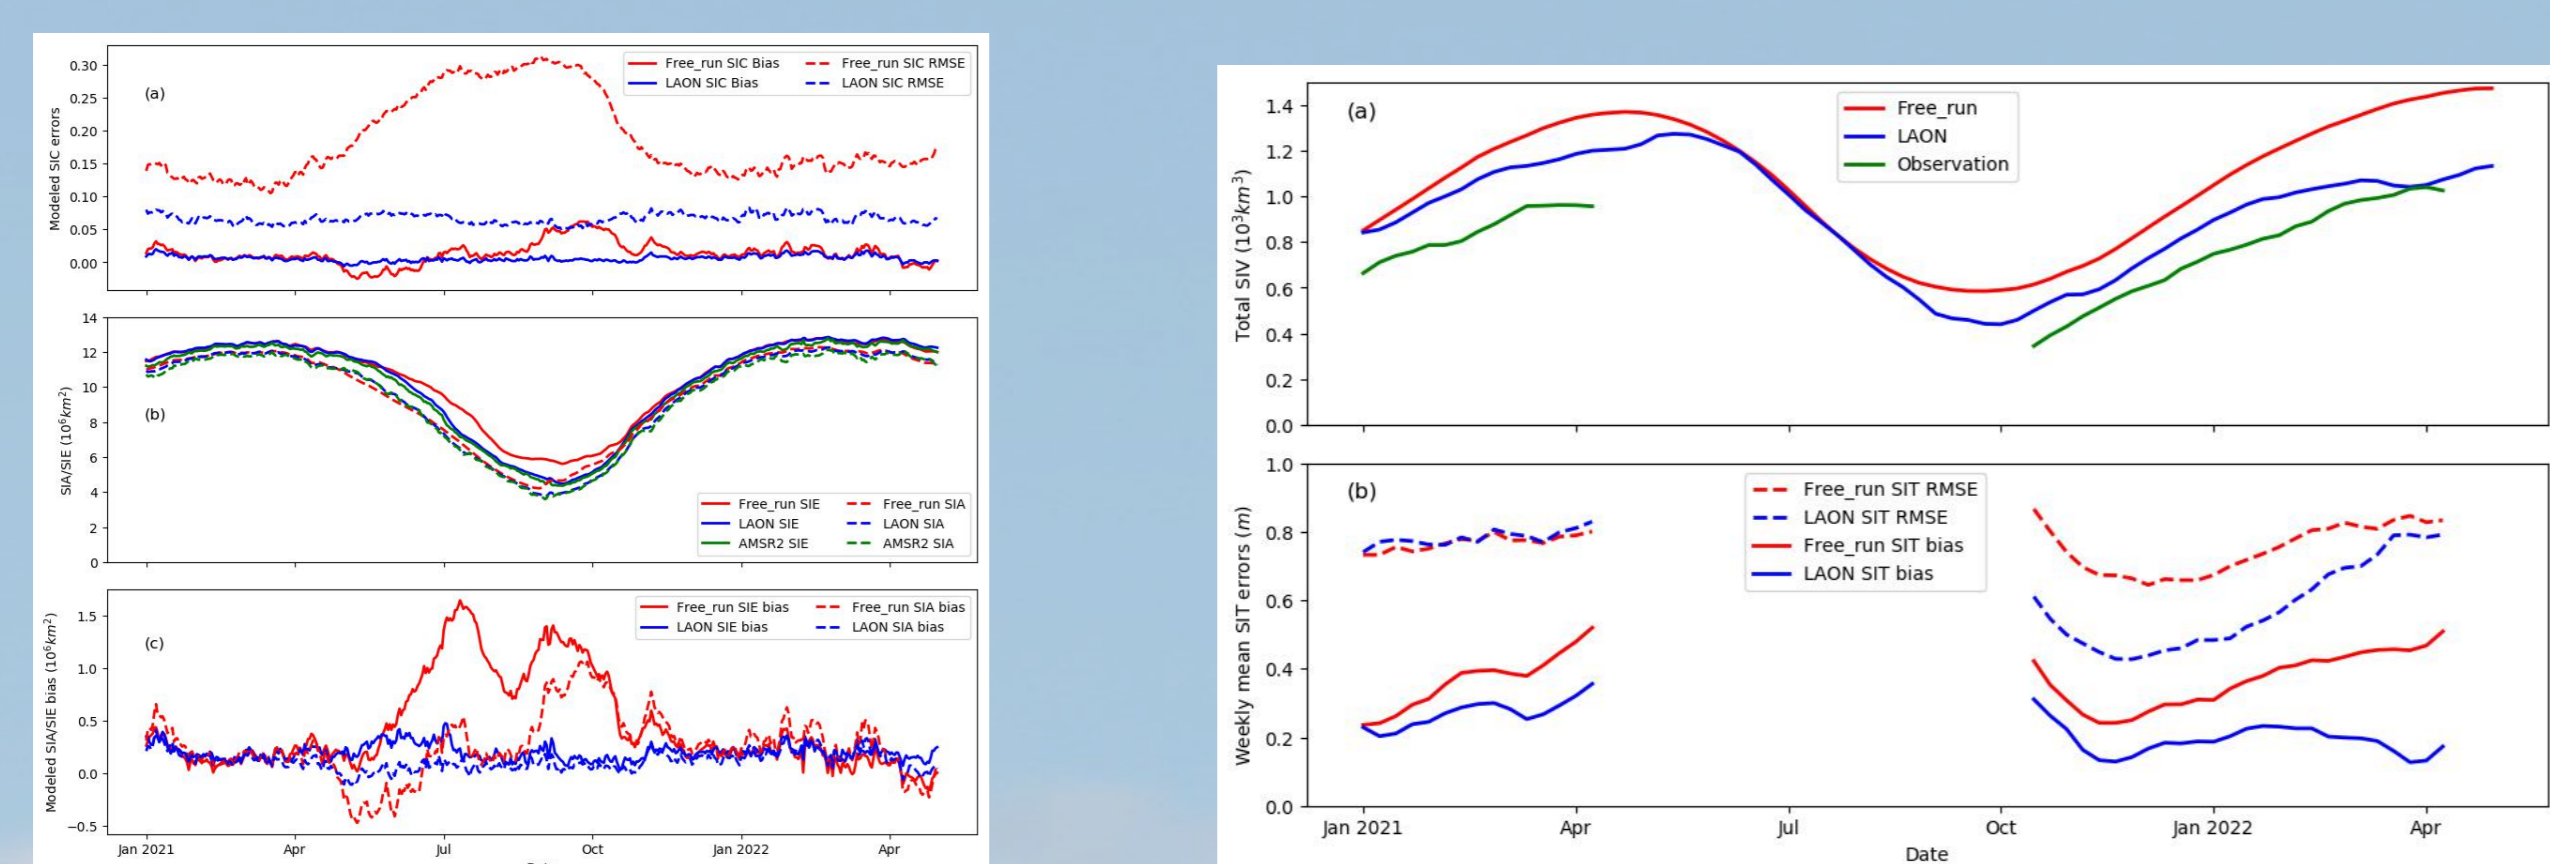 Modeled SIC errors
0.30
0.25
0.20
0.15
0.10
0.05
0.00
(a)
Free_run SIC Bias
LAON SIC Bias
Free_run SIC RMSE
LAON SIC RMSE
SIA/SIE (10⁶km²)
14
12
10
8
6
4
2
0
(b)
Free_run SIE
LAON SIE
AMSR2 SIE
Free_run SIA
LAON SIA
AMSR2 SIA
Modeled SIA/SIE bias (10⁶km²)
1.5
1.0
0.5
0.0
−0.5
(c)
Free_run SIE bias
LAON SIE bias
Free_run SIA bias
LAON SIA bias
Jan 2021 Apr Jul Oct Jan 2022 Apr
Total SIV (10³km³)
1.4
1.2
1.0
0.8
0.6
0.4
0.2
0.0
(a)
Free_run
LAON
Observation
Weekly mean SIT errors (m)
1.0
0.8
0.6
0.4
0.2
0.0
(b)
Free_run SIT RMSE
LAON SIT RMSE
Free_run SIT bias
LAON SIT bias
Jan 2021 Apr Jul Oct Jan 2022 Apr
Date